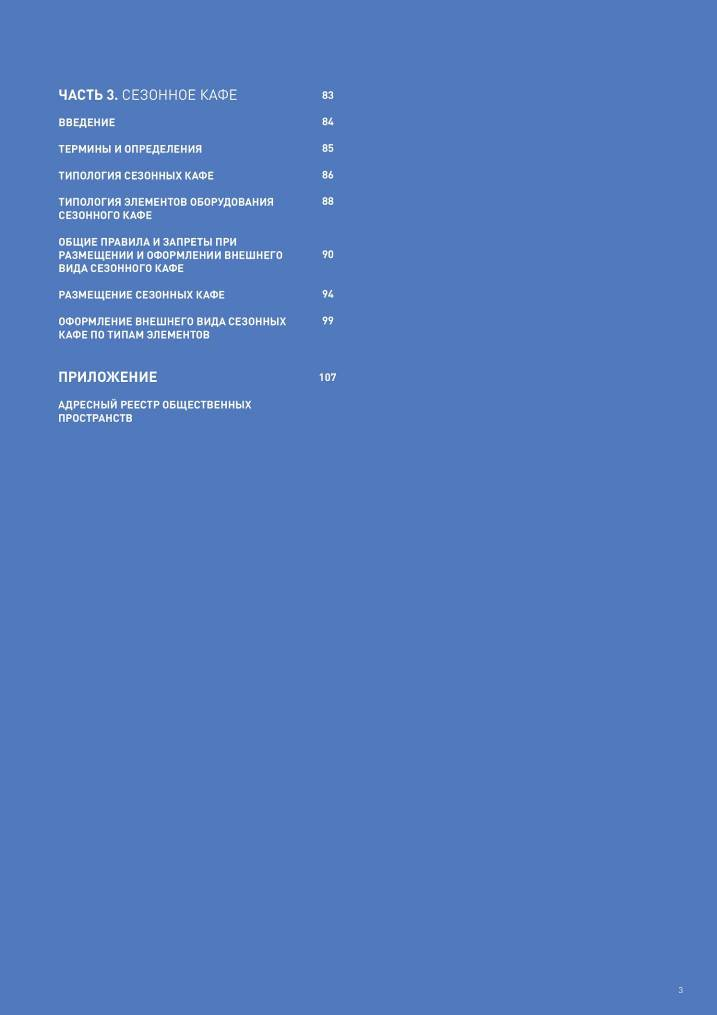 ЧАСТЬ 3. СЕЗОННОЕ КАФЕ 83
ВВЕДЕНИЕ 84
ТЕРМИНЫ И ОПРЕДЕЛЕНИЯ 85
ТИПОЛОГИЯ СЕЗОННЫХ КАФЕ 86
ТИПОЛОГИЯ ЭЛЕМЕНТОВ ОБОРУДОВАНИЯ 88
СЕЗОННОГО КАФЕ
ОБЩИЕ ПРАВИЛА И ЗАПРЕТЫ ПРИ
РАЗМЕЩЕНИИ И ОФОРМЛЕНИИ ВНЕШНЕГО 90
ВИДА СЕЗОННОГО КАФЕ
РАЗМЕЩЕНИЕ СЕЗОННЫХ КАФЕ 94
ОФОРМЛЕНИЕ ВНЕШНЕГО ВИДА СЕЗОННЫХ 99
КАФЕ ПО ТИПАМ ЭЛЕМЕНТОВ
ПРИЛОЖЕНИЕ 107
АДРЕСНЫЙ РЕЕСТР ОБЩЕСТВЕННЫХ
ПРОСТРАНСТВ
3